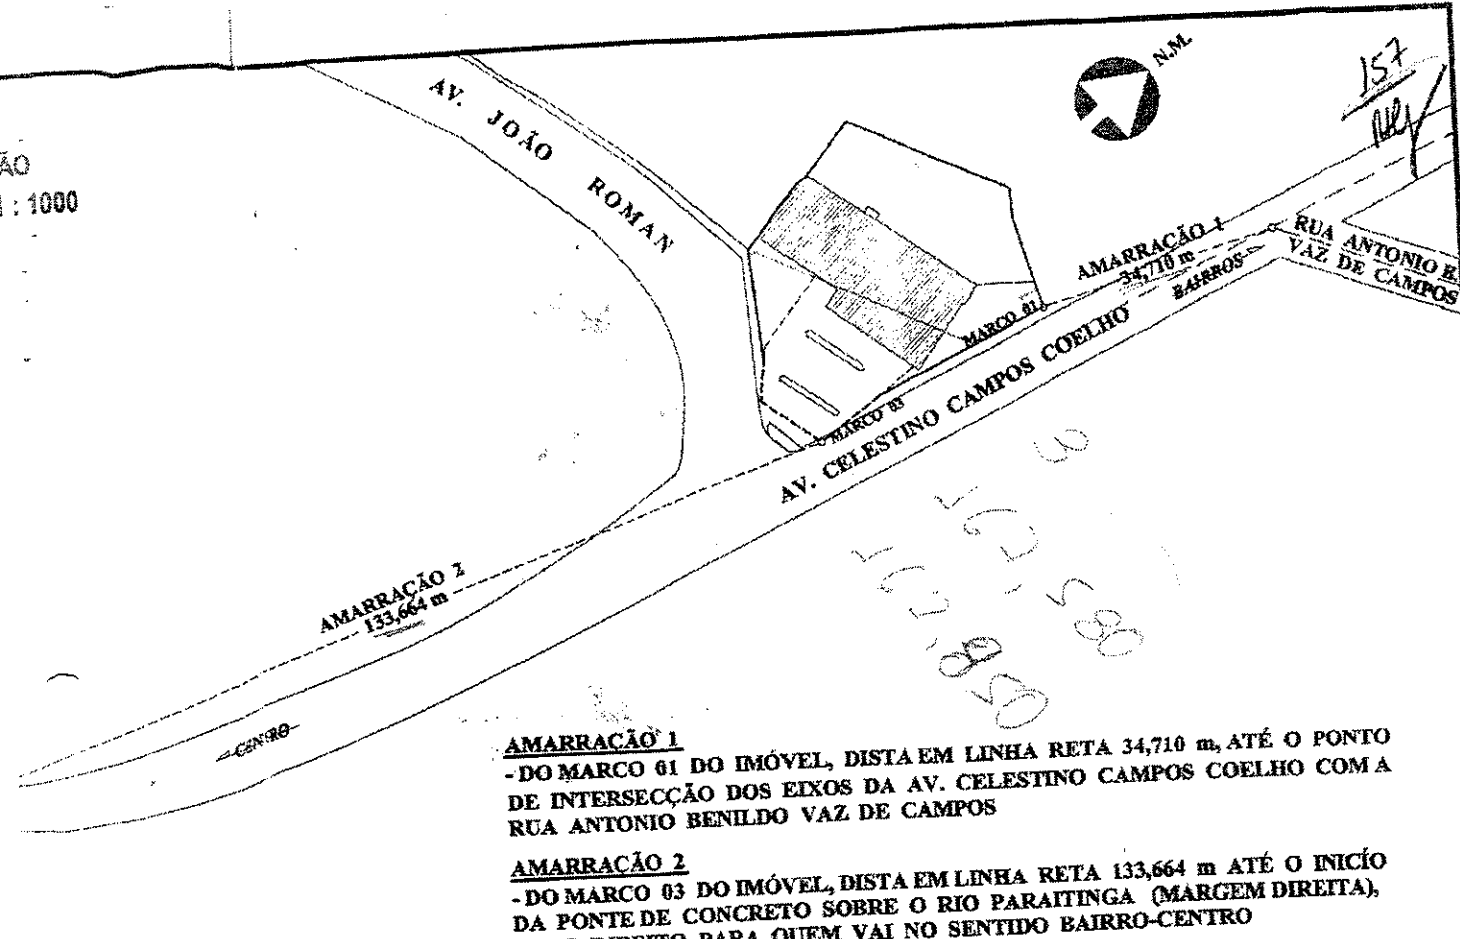 157
N.M.
AV. JOÃO ROMAN
ÃO
1 : 1000
AMARRAÇÃO 1
34,710 m
BAIRROS
RUA ANTONIO B.
VAZ DE CAMPOS
MARCO 01
MARCO 03
AV. CELESTINO CAMPOS COELHO
AMARRAÇÃO 2
133,664 m
CENTRO
AMARRAÇÃO 1
- DO MARCO 01 DO IMÓVEL, DISTA EM LINHA RETA 34,710 m, ATÉ O PONTO
DE INTERSECÇÃO DOS EIXOS DA AV. CELESTINO CAMPOS COELHO COM A
RUA ANTONIO BENILDO VAZ DE CAMPOS
AMARRAÇÃO 2
- DO MARCO 03 DO IMÓVEL, DISTA EM LINHA RETA 133,664 m ATÉ O INICÍO
DA PONTE DE CONCRETO SOBRE O RIO PARAITINGA (MARGEM DIREITA),
DIREITO PARA QUEM VAI NO SENTIDO BAIRRO-CENTRO